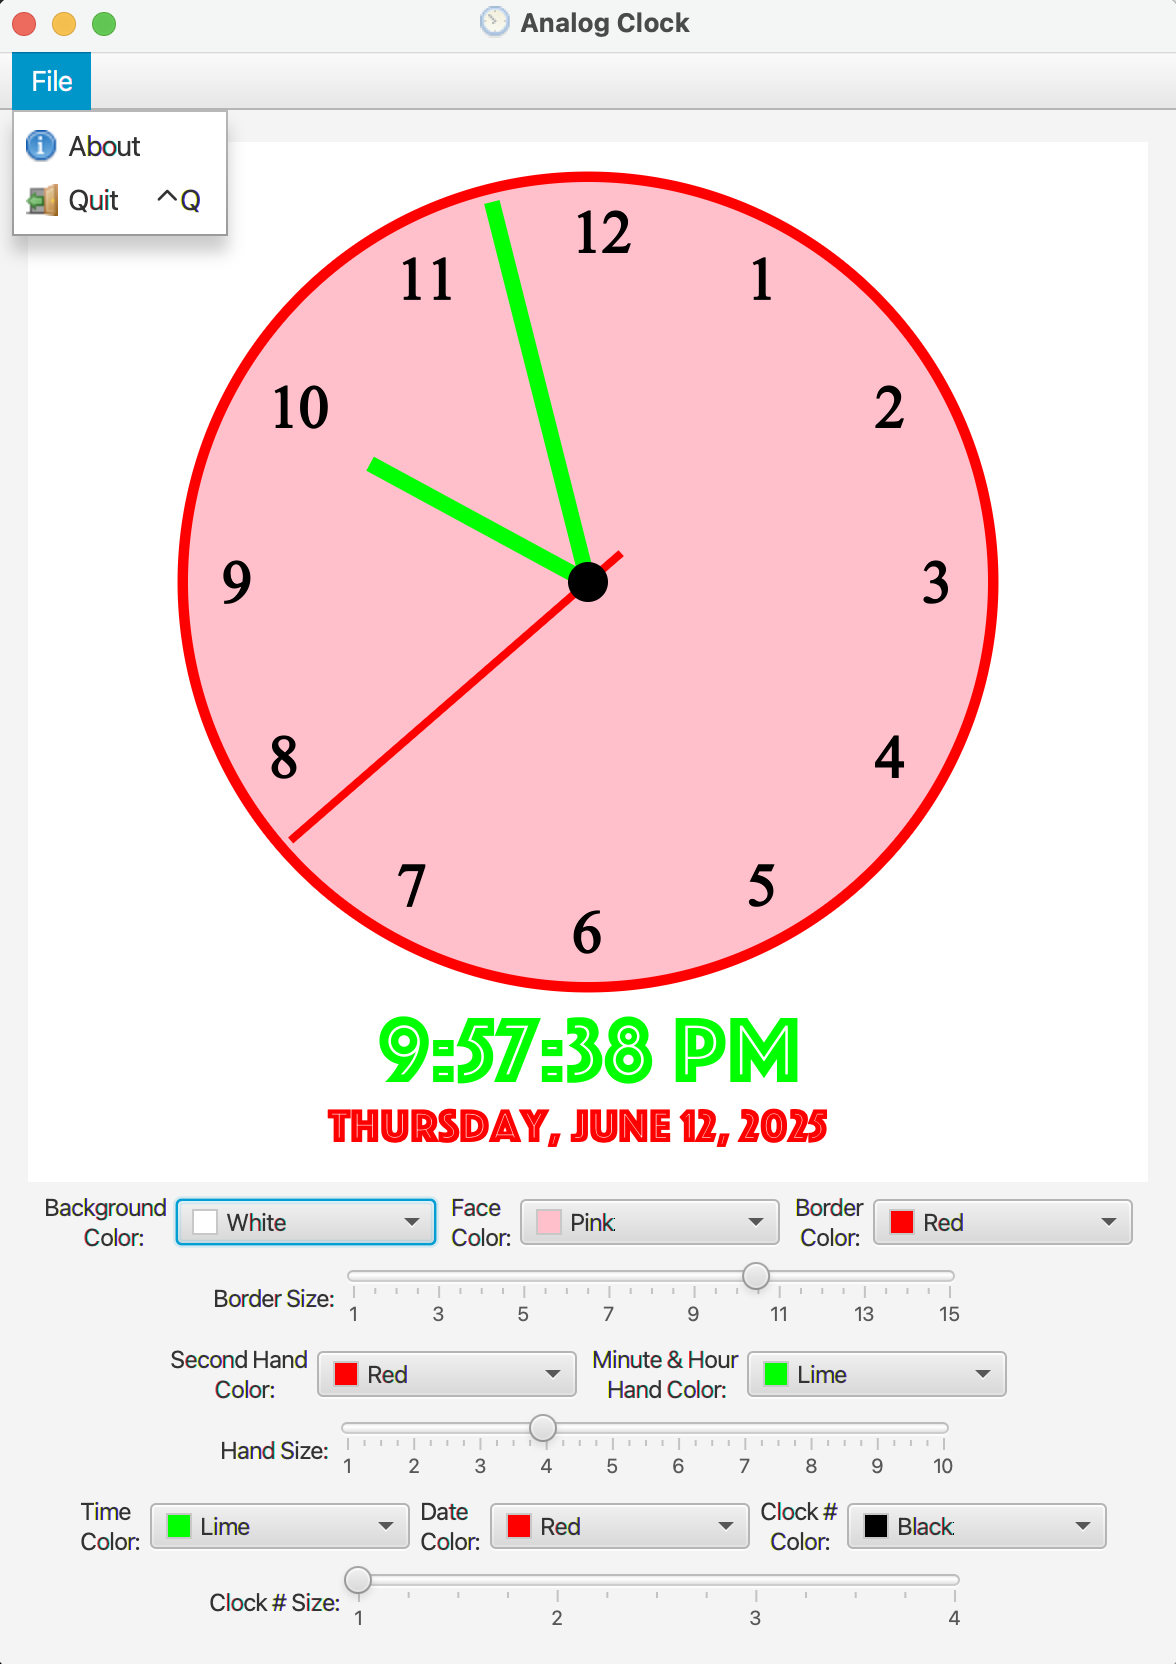 Analog Clock
File
About
Quit ^Q
12
11
1
10
2
9
3
8
4
7
5
6
9:57:38 PM
THURSDAY, JUNE 12, 2025
Background Color: White
Face Color: Pink
Border Color: Red
Border Size:
1 3 5 7 9 11 13 15
Second Hand Color: Red
Minute & Hour Hand Color: Lime
Hand Size:
1 2 3 4 5 6 7 8 9 10
Time Color: Lime
Date Color: Red
Clock # Color: Black
Clock # Size:
1 2 3 4